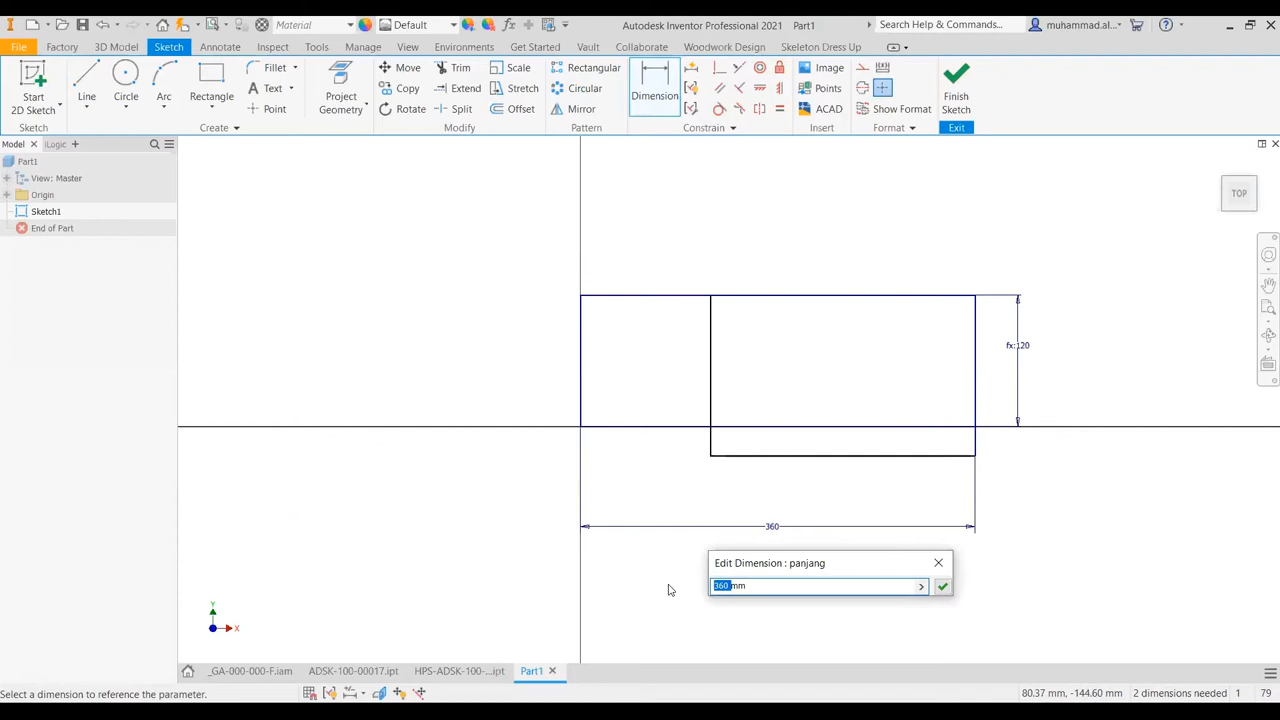 Material
Default
Autodesk Inventor Professional 2021 Part1
Search Help & Commands...
muhammad.al...
File Factory 3D Model Sketch Annotate Inspect Tools Manage View Environments Get Started Vault Collaborate Woodwork Design Skeleton Dress Up
Start
2D Sketch
Line
Circle
Arc
Rectangle
Fillet
Text
Point
Project
Geometry
Move
Copy
Rotate
Trim
Extend
Split
Scale
Stretch
Offset
Rectangular
Circular
Mirror
Dimension
Image
Points
ACAD
Show Format
Finish
Sketch
Sketch Create Modify Pattern Constrain Insert Format Exit
Model iLogic
Part1
View: Master
Origin
Sketch1
End of Part
TOP
fx:120
360
Edit Dimension : panjang
360 mm
Y
X
_GA-000-000-F.iam ADSK-100-00017.ipt HPS-ADSK-100-...ipt Part1
Select a dimension to reference the parameter.
80.37 mm, -144.60 mm 2 dimensions needed 1 79